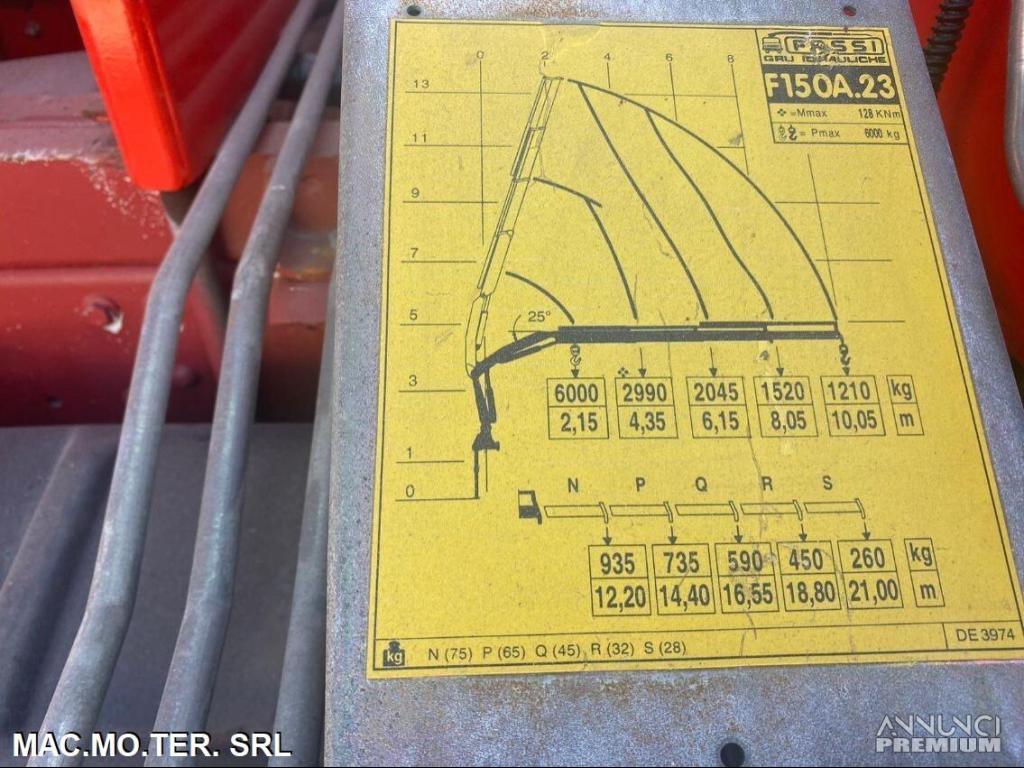 FASSI
GRU IDRAULICHE
F150A.23
=Mmax 128 KNm
= Pmax 6000 kg
0 2 4 6 8
13
11
9
7
5
3
1
0
25°
6000 2990 2045 1520 1210 kg
2,15 4,35 6,15 8,05 10,05 m
N P Q R S
935 735 590 450 260 kg
12,20 14,40 16,55 18,80 21,00 m
kg N (75) P (65) Q (45) R (32) S (28)
DE 3974
MAC.MO.TER. SRL
ANNUNCI
PREMIUM